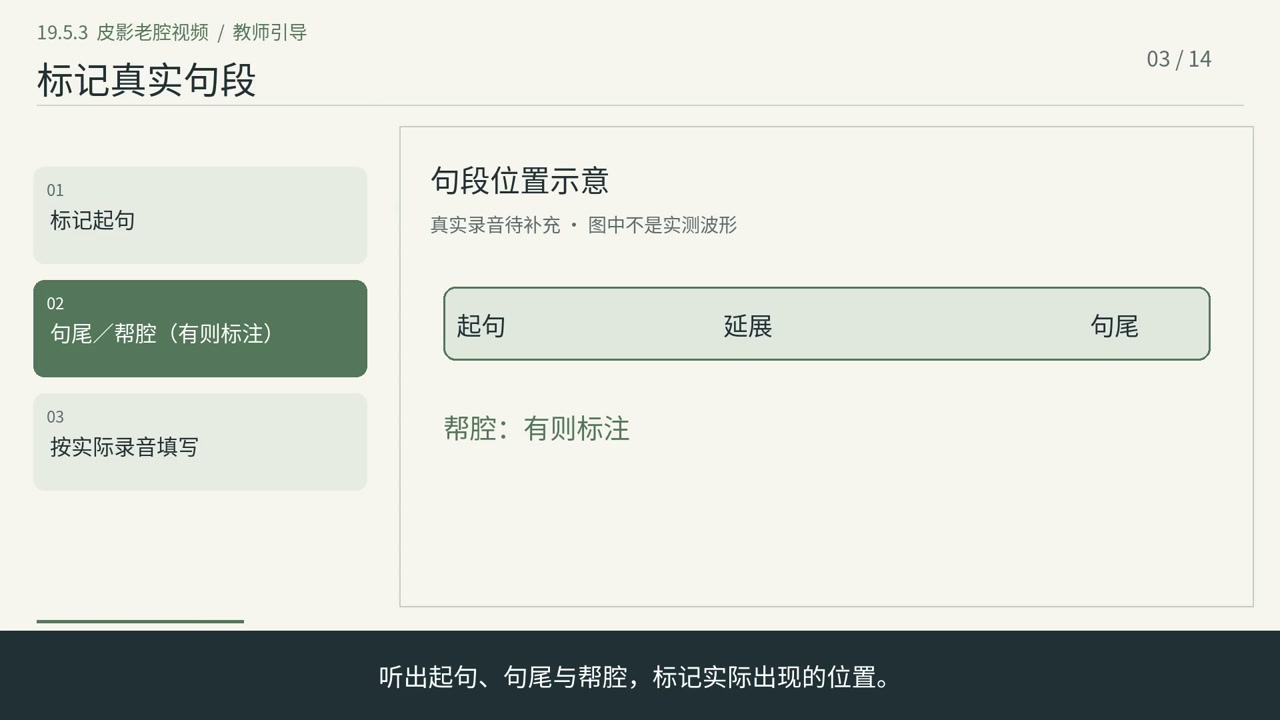 19.5.3 皮影老腔视频 / 教师引导
标记真实句段
03 / 14
01
标记起句
02
句尾／帮腔（有则标注）
03
按实际录音填写
句段位置示意
真实录音待补充 · 图中不是实测波形
起句 延展 句尾
帮腔：有则标注
听出起句、句尾与帮腔，标记实际出现的位置。